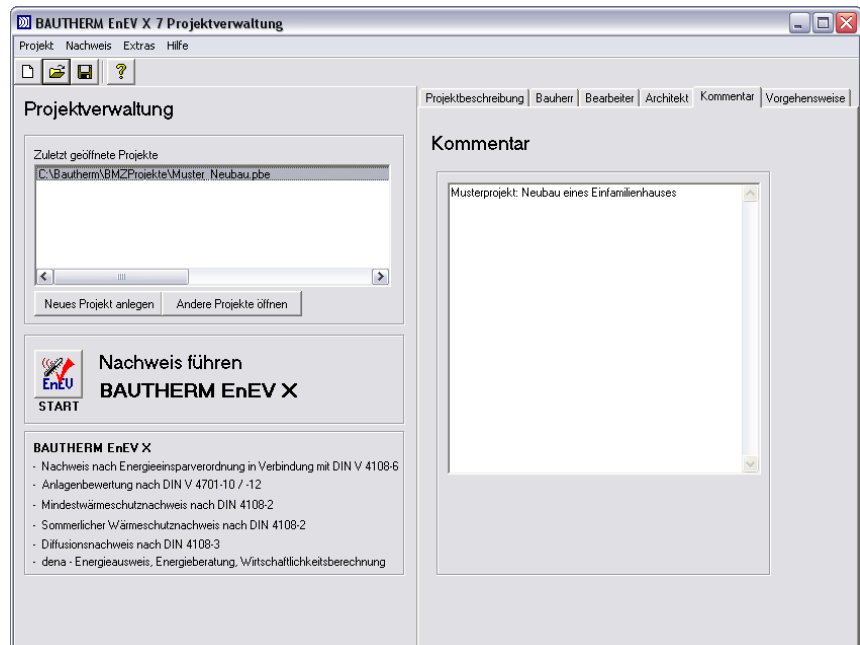 BAUTHERM EnEV X 7 Projektverwaltung
Projekt Nachweis Extras Hilfe
Projektverwaltung
Zuletzt geöffnete Projekte
C:\Bautherm\BMZProjekte\Muster_Neubau.pbe
Neues Projekt anlegen Andere Projekte öffnen
EnEV
START
Nachweis führen
BAUTHERM EnEV X
BAUTHERM EnEV X
- Nachweis nach Energieeinsparverordnung in Verbindung mit DIN V 4108-6
- Anlagenbewertung nach DIN V 4701-10 / -12
- Mindestwärmeschutznachweis nach DIN 4108-2
- Sommerlicher Wärmeschutznachweis nach DIN 4108-2
- Diffusionsnachweis nach DIN 4108-3
- dena - Energieausweis, Energieberatung, Wirtschaftlichkeitsberechnung
Projektbeschreibung Bauherr Bearbeiter Architekt Kommentar Vorgehensweise
Kommentar
Musterprojekt: Neubau eines Einfamilienhauses